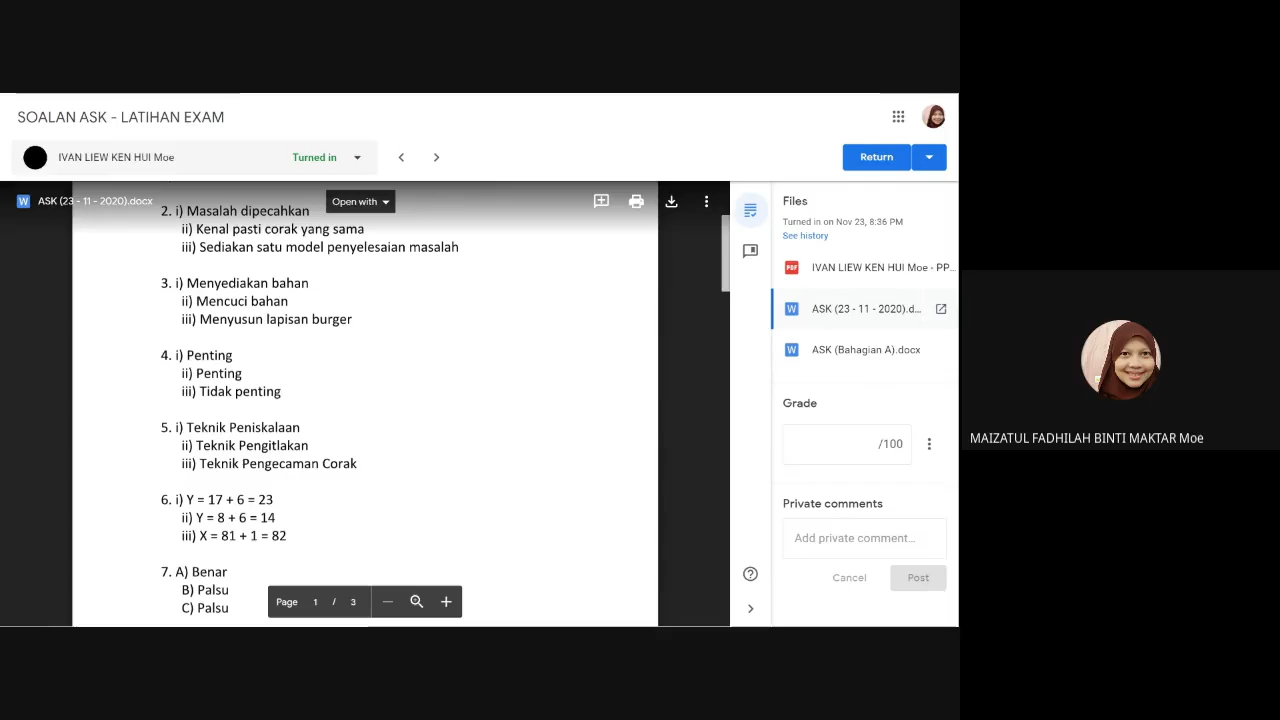 SOALAN ASK - LATIHAN EXAM
IVAN LIEW KEN HUI Moe
Turned in
Return
ASK (23 - 11 - 2020).docx
Open with
2. i) Masalah dipecahkan
ii) Kenal pasti corak yang sama
iii) Sediakan satu model penyelesaian masalah
3. i) Menyediakan bahan
ii) Mencuci bahan
iii) Menyusun lapisan burger
4. i) Penting
ii) Penting
iii) Tidak penting
5. i) Teknik Peniskalaan
ii) Teknik Pengitlakan
iii) Teknik Pengecaman Corak
6. i) Y = 17 + 6 = 23
ii) Y = 8 + 6 = 14
iii) X = 81 + 1 = 82
7. A) Benar
B) Palsu
C) Palsu
Page 1 / 3
Files
Turned in on Nov 23, 8:36 PM
See history
PDF IVAN LIEW KEN HUI Moe - PP...
W ASK (23 - 11 - 2020).d...
W ASK (Bahagian A).docx
Grade
/100
Private comments
Add private comment...
Cancel
Post
MAIZATUL FADHILAH BINTI MAKTAR Moe